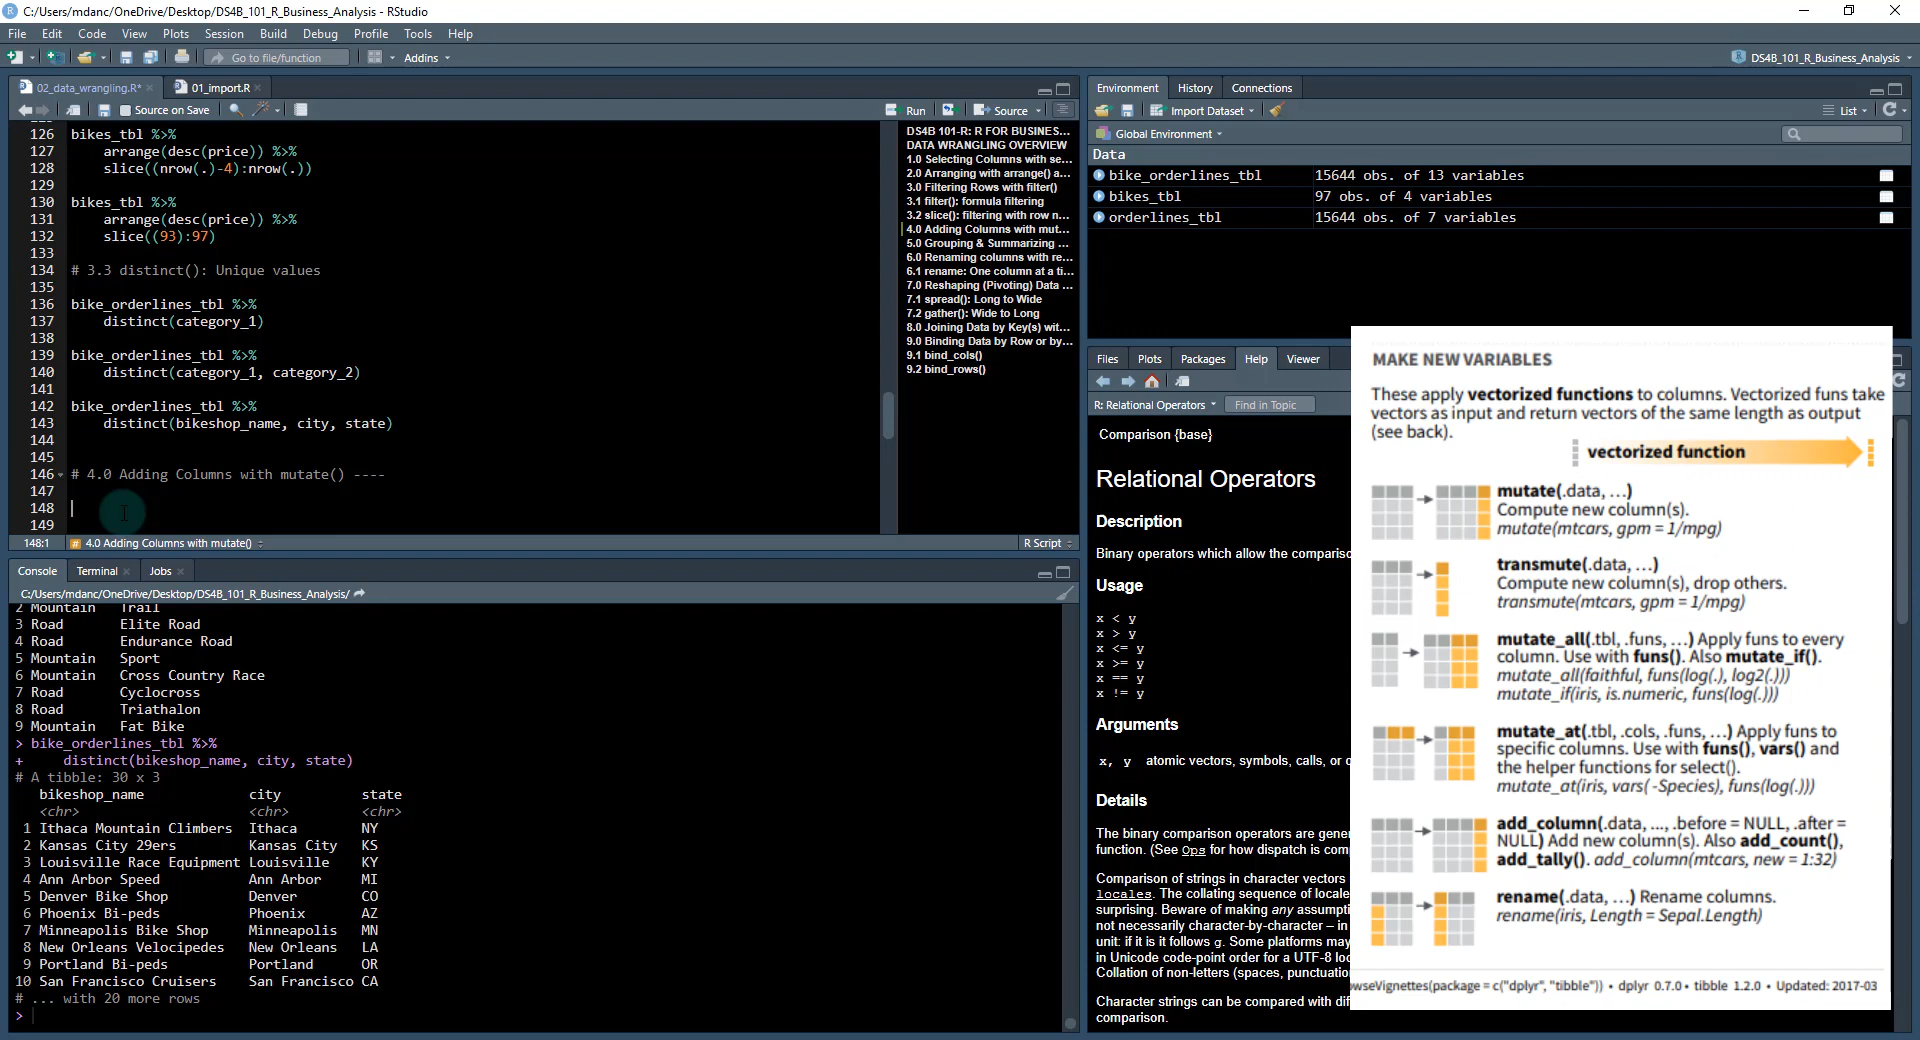 C:/Users/mdanc/OneDrive/Desktop/DS4B_101_R_Business_Analysis - RStudio
File Edit Code View Plots Session Build Debug Profile Tools Help
Go to file/function Addins DS4B_101_R_Business_Analysis
02_data_wrangling.R* 01_import.R
Source on Save Run Source
126 bikes_tbl %>%
127 arrange(desc(price)) %>%
128 slice((nrow(.)-4):nrow(.))
129
130 bikes_tbl %>%
131 arrange(desc(price)) %>%
132 slice((93):97)
133
134 # 3.3 distinct(): Unique values
135
136 bike_orderlines_tbl %>%
137 distinct(category_1)
138
139 bike_orderlines_tbl %>%
140 distinct(category_1, category_2)
141
142 bike_orderlines_tbl %>%
143 distinct(bikeshop_name, city, state)
144
145
146 # 4.0 Adding Columns with mutate() ----
147
148
149
148:1 4.0 Adding Columns with mutate() R Script
DS4B 101-R: R FOR BUSINES...
DATA WRANGLING OVERVIEW
1.0 Selecting Columns with se...
2.0 Arranging with arrange() a...
3.0 Filtering Rows with filter()
3.1 filter(): formula filtering
3.2 slice(): filtering with row n...
4.0 Adding Columns with mut...
5.0 Grouping & Summarizing ...
6.0 Renaming columns with re...
6.1 rename: One column at a ti...
7.0 Reshaping (Pivoting) Data ...
7.1 spread(): Long to Wide
7.2 gather(): Wide to Long
8.0 Joining Data by Key(s) wit...
9.0 Binding Data by Row or by...
9.1 bind_cols()
9.2 bind_rows()
Console Terminal Jobs
C:/Users/mdanc/OneDrive/Desktop/DS4B_101_R_Business_Analysis/
2 Mountain Trail
3 Road Elite Road
4 Road Endurance Road
5 Mountain Sport
6 Mountain Cross Country Race
7 Road Cyclocross
8 Road Triathalon
9 Mountain Fat Bike
> bike_orderlines_tbl %>%
+ distinct(bikeshop_name, city, state)
# A tibble: 30 x 3
bikeshop_name city state
<chr> <chr> <chr>
1 Ithaca Mountain Climbers Ithaca NY
2 Kansas City 29ers Kansas City KS
3 Louisville Race Equipment Louisville KY
4 Ann Arbor Speed Ann Arbor MI
5 Denver Bike Shop Denver CO
6 Phoenix Bi-peds Phoenix AZ
7 Minneapolis Bike Shop Minneapolis MN
8 New Orleans Velocipedes New Orleans LA
9 Portland Bi-peds Portland OR
10 San Francisco Cruisers San Francisco CA
# ... with 20 more rows
>
Environment History Connections
Import Dataset List
Global Environment
Data
bike_orderlines_tbl 15644 obs. of 13 variables
bikes_tbl 97 obs. of 4 variables
orderlines_tbl 15644 obs. of 7 variables
Files Plots Packages Help Viewer
R: Relational Operators Find in Topic
Comparison {base}
Relational Operators
Description
Binary operators which allow the compariso
Usage
x < y
x > y
x <= y
x >= y
x == y
x != y
Arguments
x, y atomic vectors, symbols, calls, or
Details
The binary comparison operators are gener
function. (See Ops for how dispatch is com
Comparison of strings in character vectors
locales. The collating sequence of locale
surprising. Beware of making any assumpti
not necessarily character-by-character – in
unit: if it is it follows g. Some platforms may
in Unicode code-point order for a UTF-8 loc
Collation of non-letters (spaces, punctuatio
Character strings can be compared with dif
comparison.
MAKE NEW VARIABLES
These apply vectorized functions to columns. Vectorized funs take
vectors as input and return vectors of the same length as output
(see back).
vectorized function
mutate(.data, …)
Compute new column(s).
mutate(mtcars, gpm = 1/mpg)
transmute(.data, …)
Compute new column(s), drop others.
transmute(mtcars, gpm = 1/mpg)
mutate_all(.tbl, .funs, …) Apply funs to every
column. Use with funs(). Also mutate_if().
mutate_all(faithful, funs(log(.), log2(.)))
mutate_if(iris, is.numeric, funs(log(.)))
mutate_at(.tbl, .cols, .funs, …) Apply funs to
specific columns. Use with funs(), vars() and
the helper functions for select().
mutate_at(iris, vars( -Species), funs(log(.)))
add_column(.data, ..., .before = NULL, .after =
NULL) Add new column(s). Also add_count(),
add_tally(). add_column(mtcars, new = 1:32)
rename(.data, …) Rename columns.
rename(iris, Length = Sepal.Length)
wseVignettes(package = c("dplyr", "tibble")) • dplyr 0.7.0 • tibble 1.2.0 • Updated: 2017-03